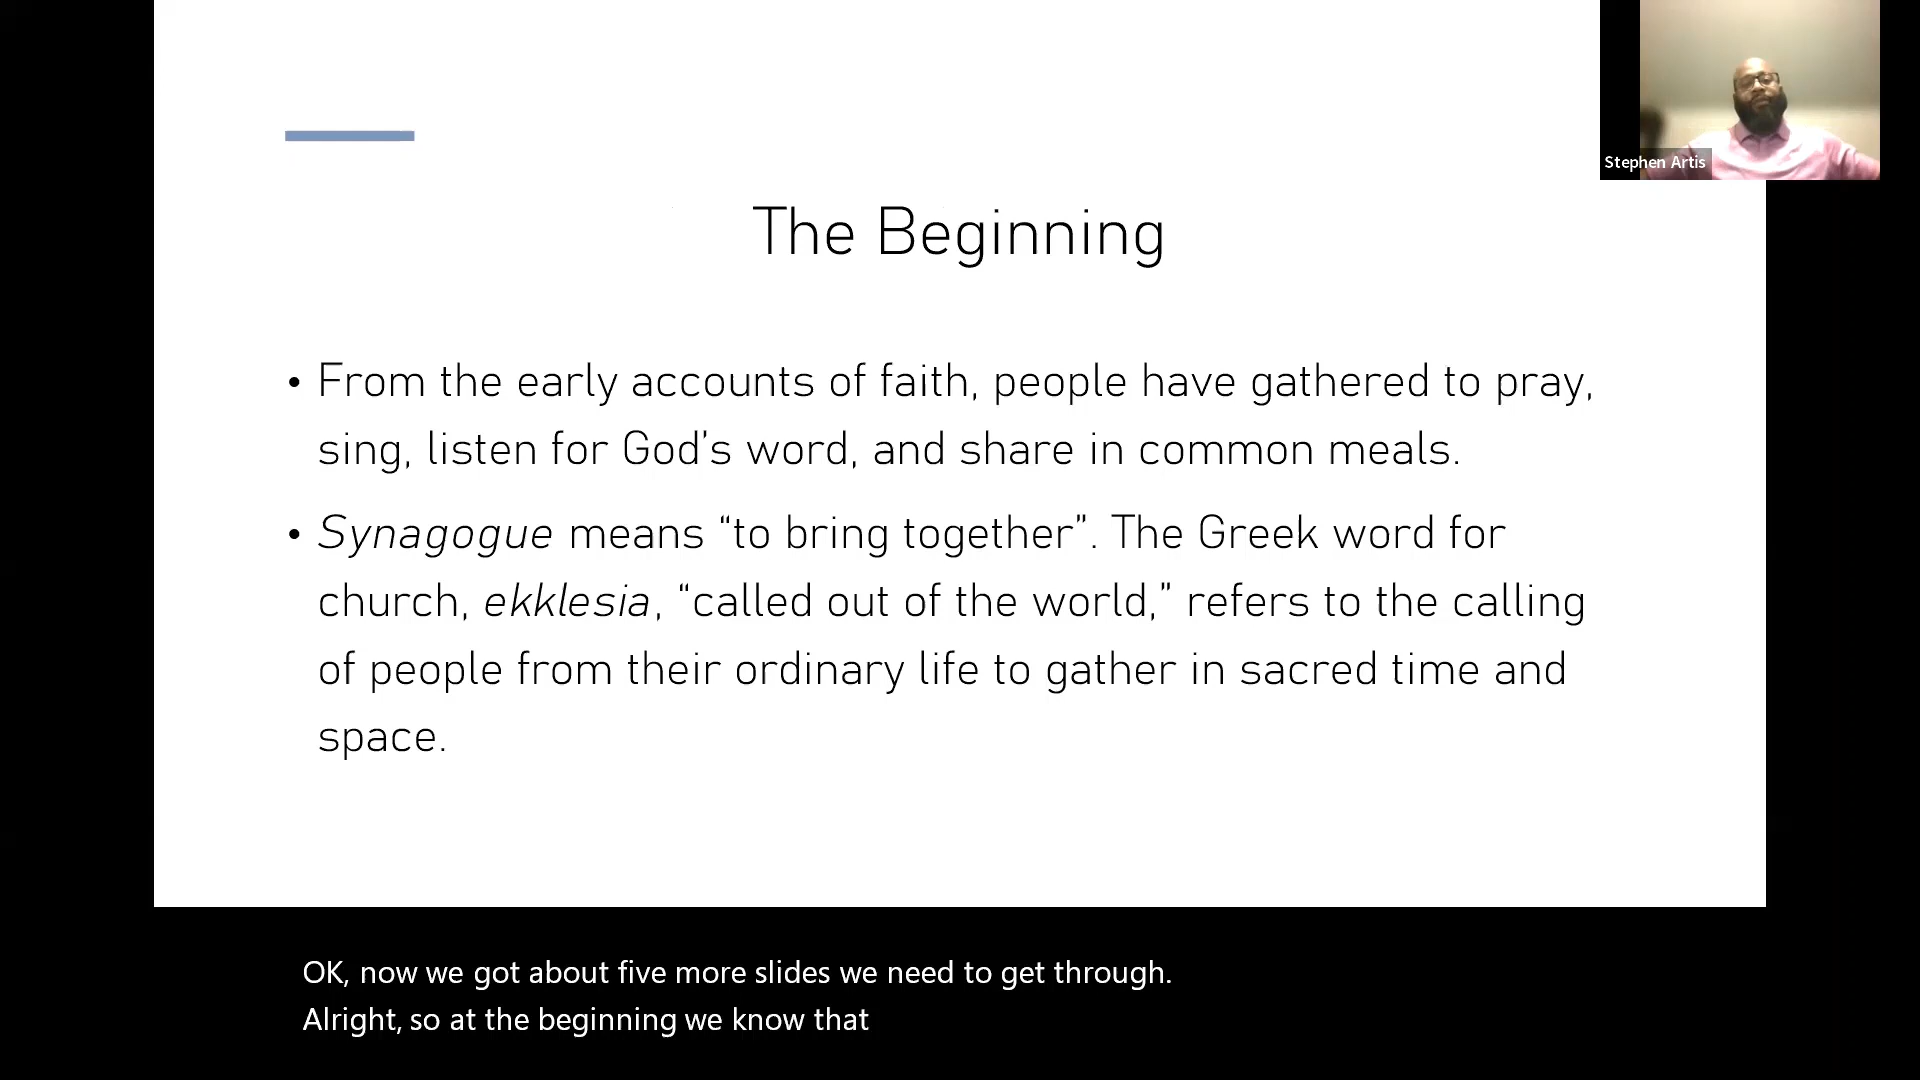 Stephen Artis
The Beginning
• From the early accounts of faith, people have gathered to pray,
sing, listen for God’s word, and share in common meals.
• Synagogue means “to bring together”. The Greek word for
church, ekklesia, “called out of the world,” refers to the calling
of people from their ordinary life to gather in sacred time and
space.
OK, now we got about five more slides we need to get through.
Alright, so at the beginning we know that